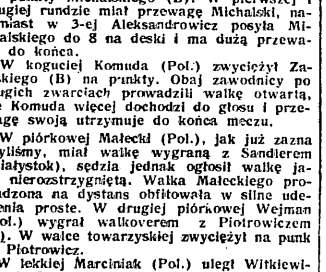 ugiej rundzie miał przewagę Michalski, na-
miast w 3-ej Aleksandrowicz posyła Mi-
alskiego do 8 na deski i ma dużą przewa-
do końca.
W koguciej Komuda (Pol.) zwyciężył Za-
skiego (B) na punkty. Obaj zawodnicy po
ugich zwarciach prowadzili walkę otwartą,
e Komuda więcej dochodzi do głosu i prze-
agę swoją utrzymuje do końca meczu.
W piórkowej Małecki (Pol.), jak już zazna
yliśmy, miał walkę wygraną z Sandlerem
iałystok), sędzia jednak ogłosił walkę ja-
nierozstrzygniętą. Walka Małeckiego pro-
adzona na dystans obfitowała w silne ude-
enia proste. W drugiej piórkowej Wejman
ol.) wygrał walkoverem z Piotrowiczem
). W walce towarzyskiej zwyciężył na punk
Piotrowicz.
W lekkiej Marciniak (Pol.) uległ Witkiewi-